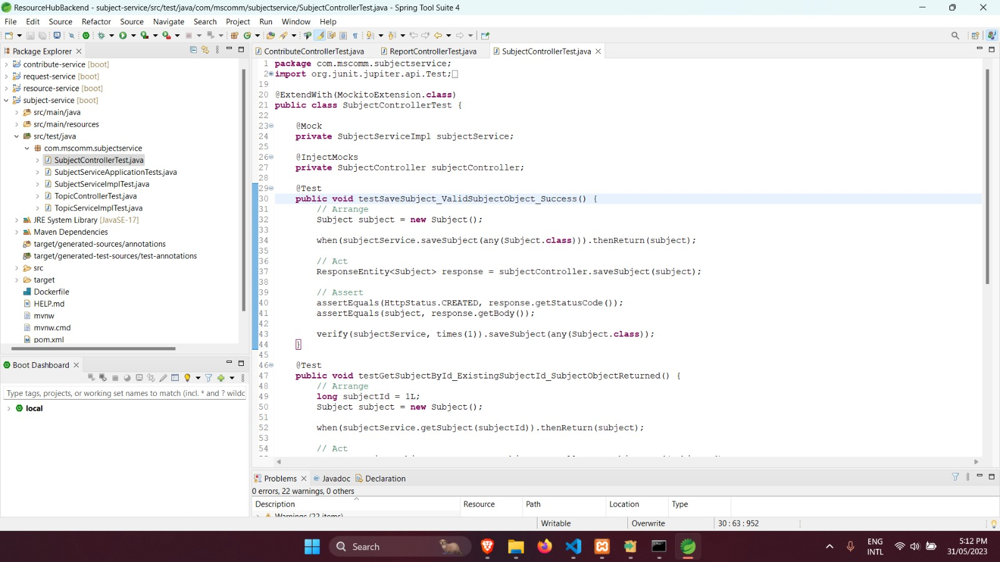 ResourceHubBackend - subject-service/src/test/java/com/mscomm/subjectservice/SubjectControllerTest.java - Spring Tool Suite 4
File Edit Source Refactor Source Navigate Search Project Run Window Help
Package Explorer
contribute-service [boot]
request-service [boot]
resource-service [boot]
subject-service [boot]
src/main/java
src/main/resources
src/test/java
com.mscomm.subjectservice
SubjectControllerTest.java
SubjectServiceApplicationTests.java
SubjectServiceImplTest.java
TopicControllerTest.java
TopicServiceImplTest.java
JRE System Library [JavaSE-17]
Maven Dependencies
target/generated-sources/annotations
target/generated-test-sources/test-annotations
src
target
Dockerfile
HELP.md
mvnw
mvnw.cmd
pom.xml
Boot Dashboard
Type tags, projects, or working set names to match (incl. * and ? wildc
local
ContributeControllerTest.java ReportControllerTest.java SubjectControllerTest.java
1 package com.mscomm.subjectservice;
2 import org.junit.jupiter.api.Test;
19
20 @ExtendWith(MockitoExtension.class)
21 public class SubjectControllerTest {
22
23 @Mock
24 private SubjectServiceImpl subjectService;
25
26 @InjectMocks
27 private SubjectController subjectController;
28
29 @Test
30 public void testSaveSubject_ValidSubjectObject_Success() {
31 // Arrange
32 Subject subject = new Subject();
33
34 when(subjectService.saveSubject(any(Subject.class))).thenReturn(subject);
35
36 // Act
37 ResponseEntity<Subject> response = subjectController.saveSubject(subject);
38
39 // Assert
40 assertEquals(HttpStatus.CREATED, response.getStatusCode());
41 assertEquals(subject, response.getBody());
42
43 verify(subjectService, times(1)).saveSubject(any(Subject.class));
44 }
45
46 @Test
47 public void testGetSubjectById_ExistingSubjectId_SubjectObjectReturned() {
48 // Arrange
49 long subjectId = 1L;
50 Subject subject = new Subject();
51
52 when(subjectService.getSubject(subjectId)).thenReturn(subject);
53
54 // Act
Problems Javadoc Declaration
0 errors, 22 warnings, 0 others
Description Resource Path Location Type
Warnings (22 items)
Writable Overwrite 30 : 63 : 952
Search
ENG
INTL
5:12 PM
31/05/2023